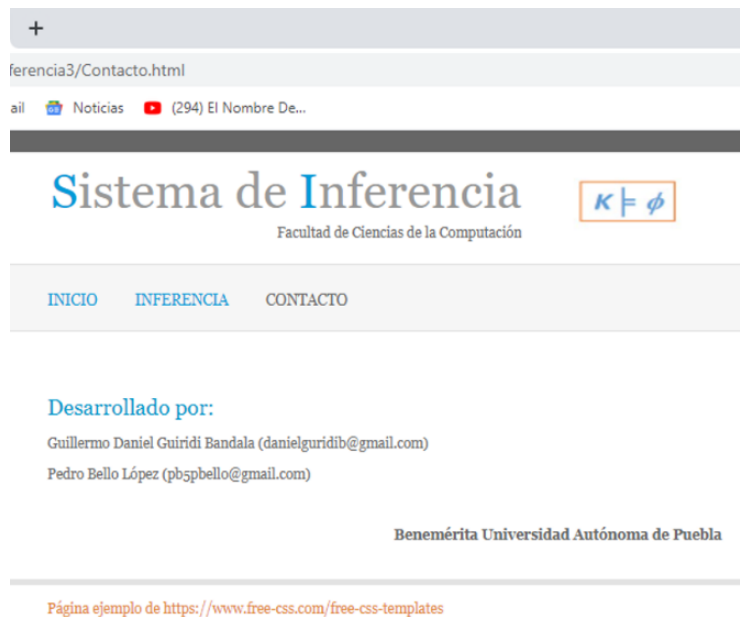 +
ferencia3/Contacto.html
ail Noticias (294) El Nombre De...
Sistema de Inferencia
K ⊨ ϕ
Facultad de Ciencias de la Computación
INICIO INFERENCIA CONTACTO
Desarrollado por:
Guillermo Daniel Guiridi Bandala (danielguridib@gmail.com)
Pedro Bello López (pb5pbello@gmail.com)
Benemérita Universidad Autónoma de Puebla
Página ejemplo de https://www.free-css.com/free-css-templates